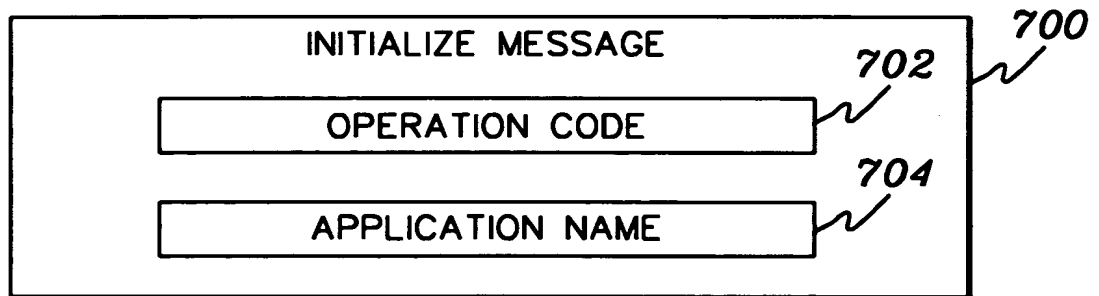 INITIALIZE MESSAGE
700
702
OPERATION CODE
704
APPLICATION NAME